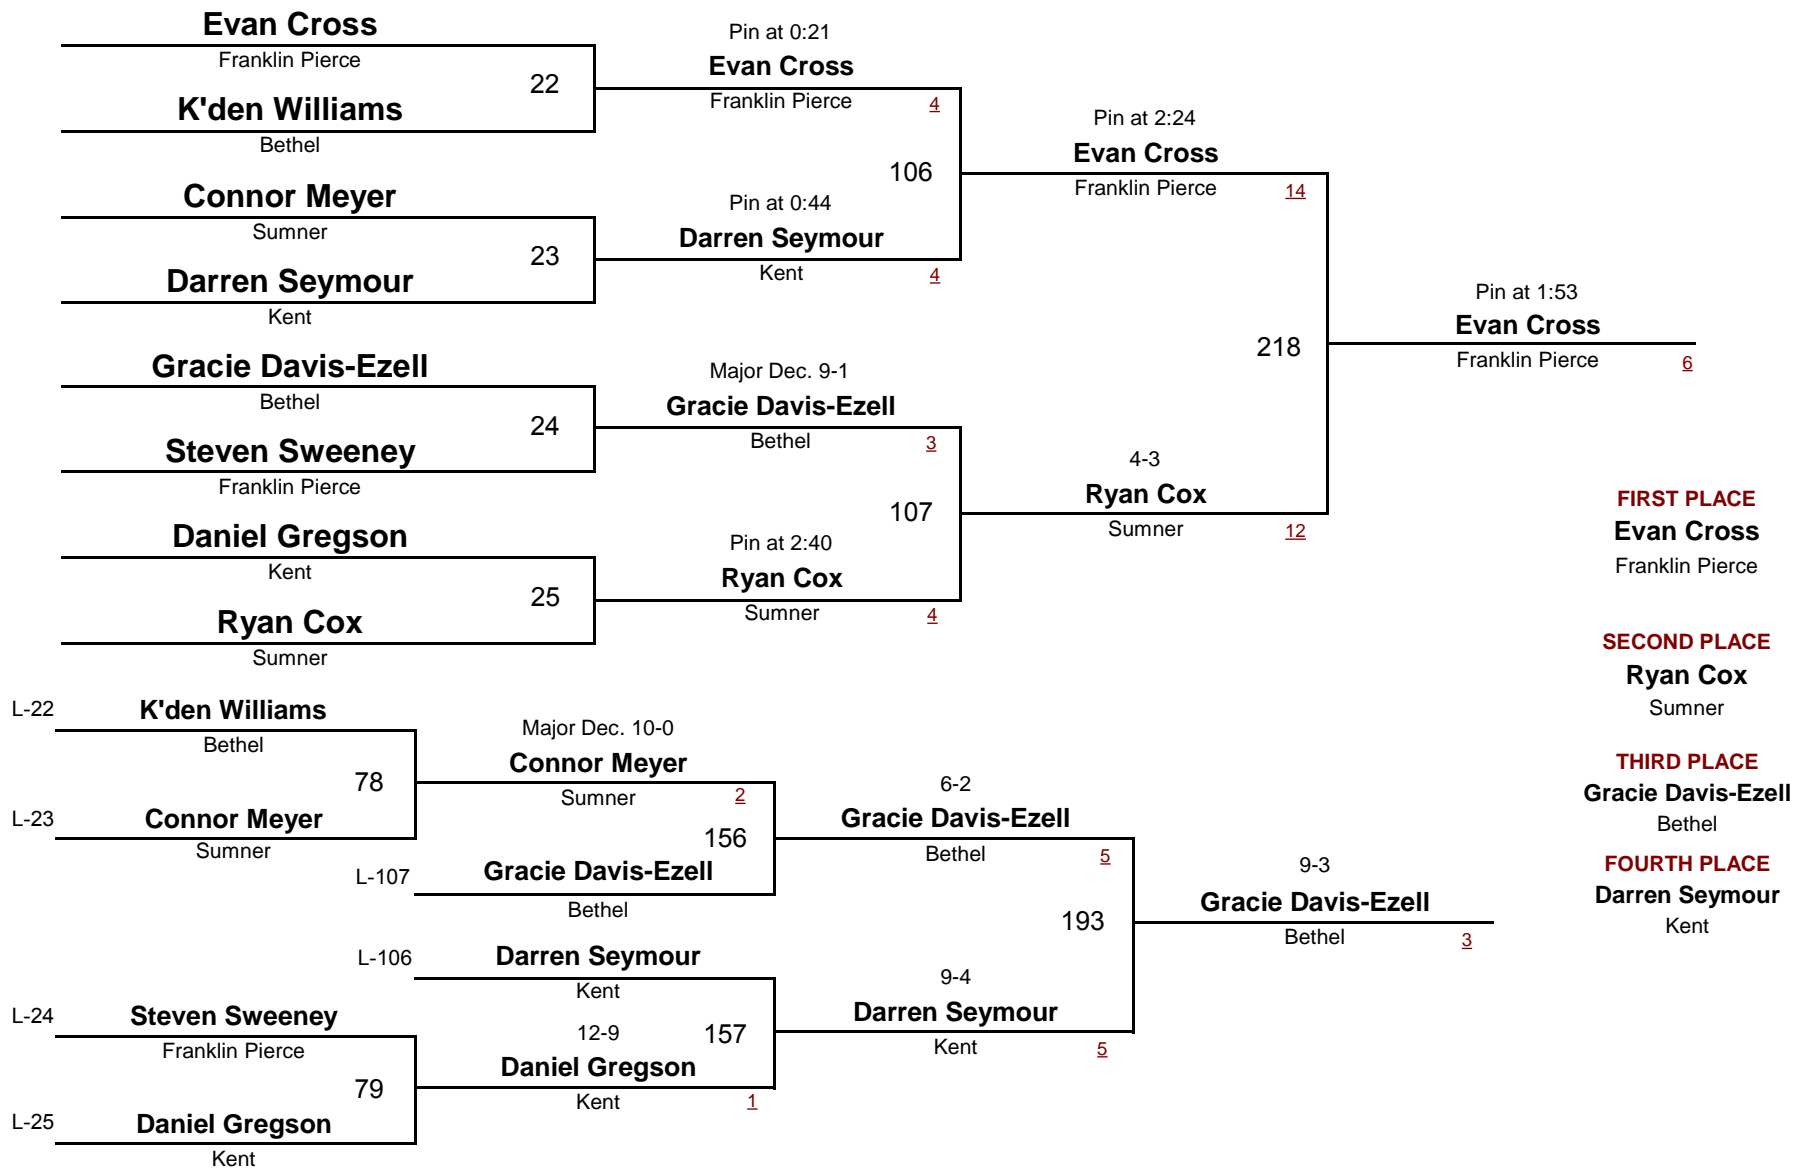 Evan Cross
Franklin Pierce
22
K'den Williams
Bethel
Connor Meyer
Sumner
23
Darren Seymour
Kent
Gracie Davis-Ezell
Bethel
24
Steven Sweeney
Franklin Pierce
Daniel Gregson
Kent
25
Ryan Cox
Sumner
Pin at 0:21
Evan Cross
Franklin Pierce
4
106
Pin at 0:44
Darren Seymour
Kent
4
Major Dec. 9-1
Gracie Davis-Ezell
Bethel
3
107
Pin at 2:40
Ryan Cox
Sumner
4
Pin at 2:24
Evan Cross
Franklin Pierce
14
218
4-3
Ryan Cox
Sumner
12
Pin at 1:53
Evan Cross
Franklin Pierce
6
FIRST PLACE
Evan Cross
Franklin Pierce
SECOND PLACE
Ryan Cox
Sumner
THIRD PLACE
Gracie Davis-Ezell
Bethel
FOURTH PLACE
Darren Seymour
Kent
L-22
K'den Williams
Bethel
78
L-23
Connor Meyer
Sumner
Major Dec. 10-0
Connor Meyer
Sumner
2
156
L-107
Gracie Davis-Ezell
Bethel
L-106
Darren Seymour
Kent
L-24
Steven Sweeney
Franklin Pierce
79
L-25
Daniel Gregson
Kent
12-9
157
Daniel Gregson
Kent
1
6-2
Gracie Davis-Ezell
Bethel
5
193
9-4
Darren Seymour
Kent
5
9-3
Gracie Davis-Ezell
Bethel
3